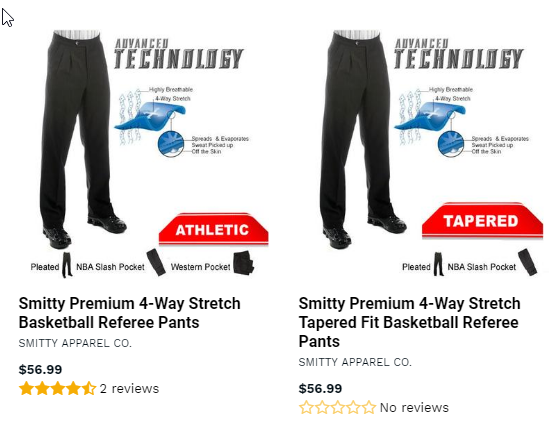 ADVANCED
TECHNOLOGY
Highly Breathable
4-Way Stretch
Spreads & Evaporates
Sweat Picked up
Off the Skin
ATHLETIC
Pleated
NBA Slash Pocket
Western Pocket
Smitty Premium 4-Way Stretch
Basketball Referee Pants
SMITTY APPAREL CO.
$56.99
2 reviews
ADVANCED
TECHNOLOGY
Highly Breathable
4-Way Stretch
Spreads & Evaporates
Sweat Picked up
Off the Skin
TAPERED
Pleated
NBA Slash Pocket
Smitty Premium 4-Way Stretch
Tapered Fit Basketball Referee
Pants
SMITTY APPAREL CO.
$56.99
No reviews